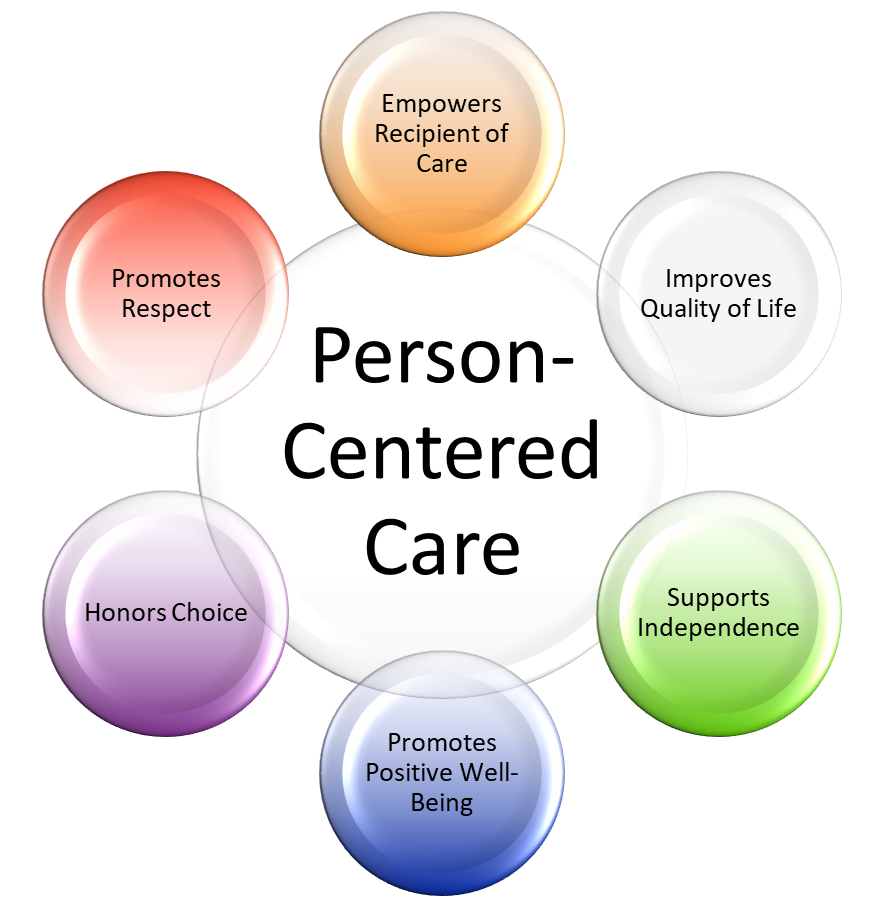 Empowers
Recipient of
Care
Improves
Quality of Life
Supports
Independence
Promotes
Positive Well-
Being
Honors Choice
Promotes
Respect
Person-
Centered
Care